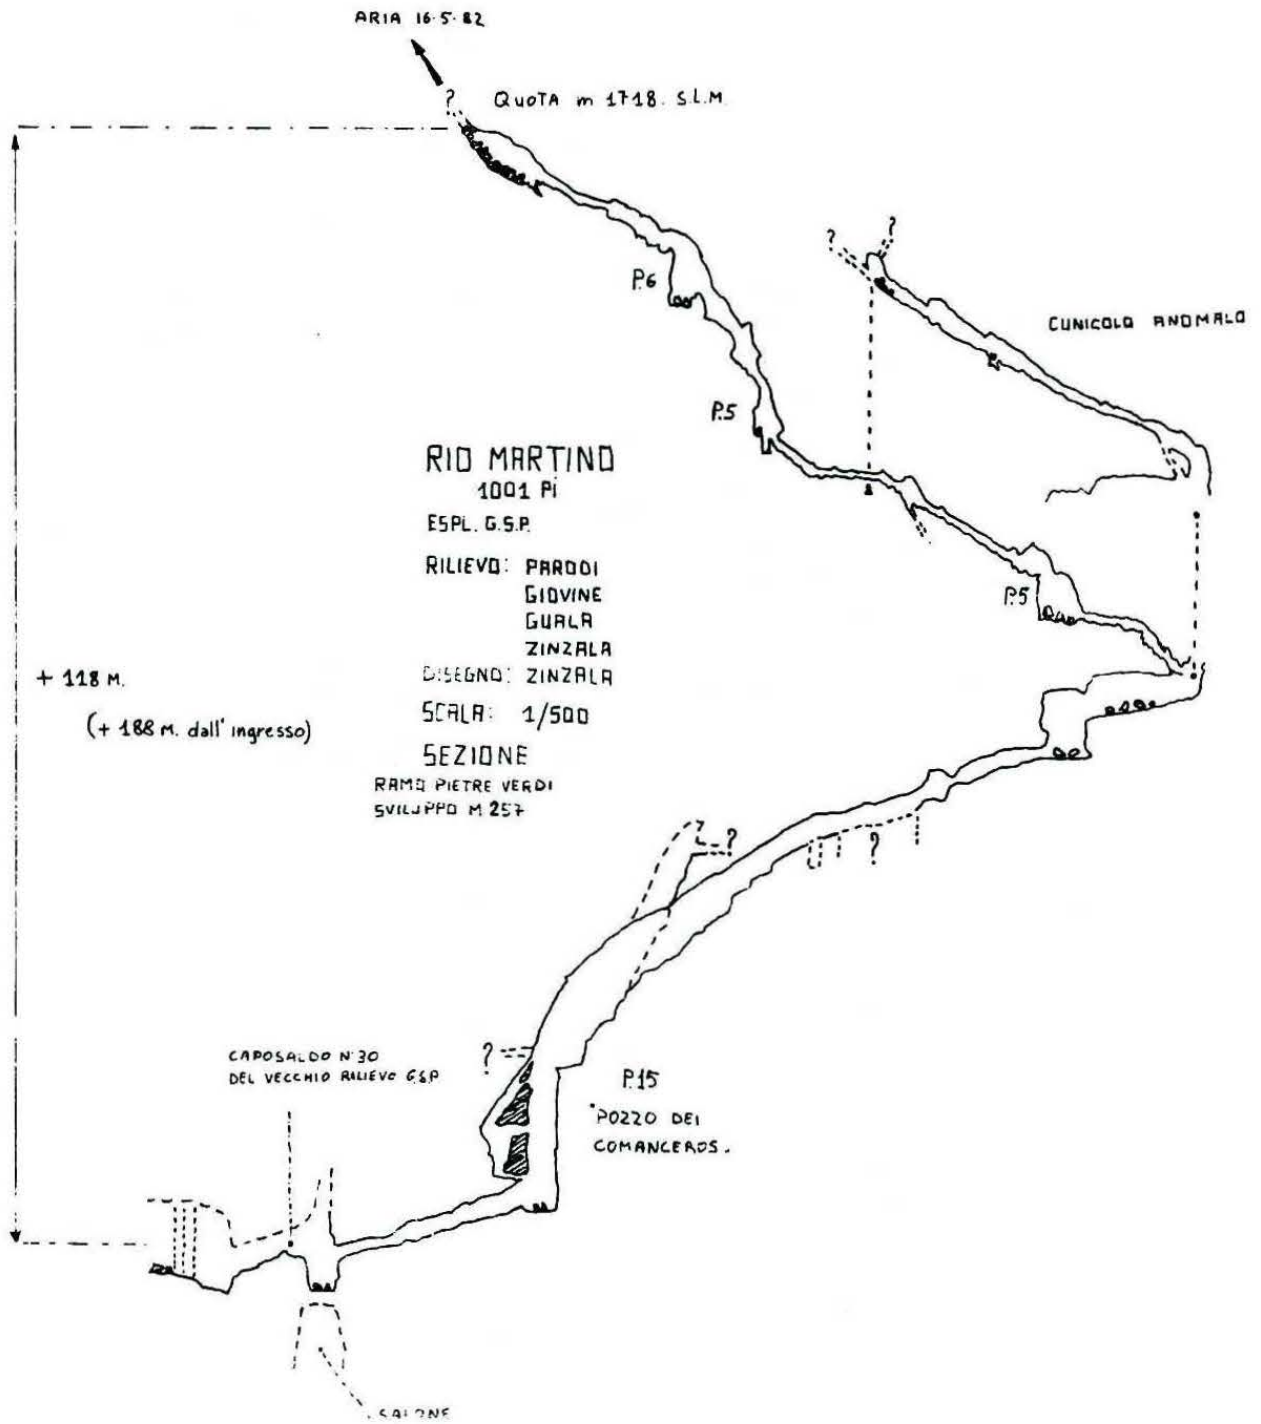 ARIA 16·5·82
?
QUOTA m 1718. S.L.M.
?
?
P.6
CUNICOLO ANOMALO
P.5
RIO MARTINO
1001 Pi
ESPL. G.S.P.
RILIEVO: PARODI
GIOVINE
GUALA
ZINZALA
DISEGNO: ZINZALA
SCALA: 1/500
SEZIONE
RAMO PIETRE VERDI
SVILUPPO M 257
P.5
+ 118 M.
(+ 188 M. dall' ingresso)
?
?
CAPOSALDO N°30
DEL VECCHIO RILIEVO G.S.P.
?
P.15
"POZZO DEI
COMANCEROS.
SALONE